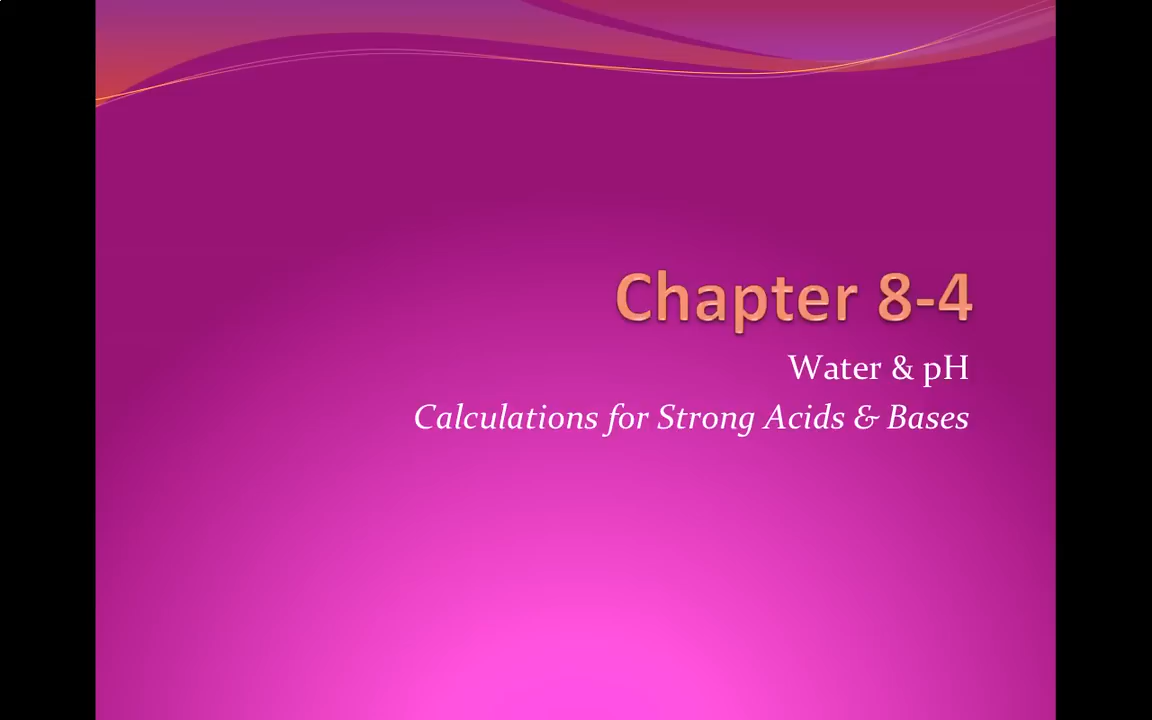 Chapter 8-4
Water & pH
Calculations for Strong Acids & Bases